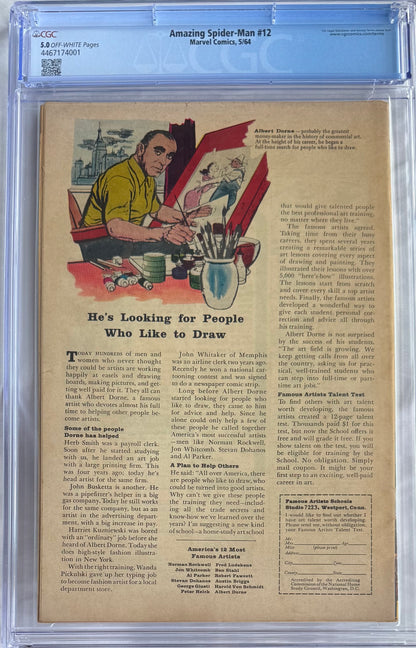 CGC
Amazing Spider-Man #12
Marvel Comics, 5/64
5.0 OFF-WHITE Pages
4467174001
www.cgccomics.com/terms
CGC
Albert Dorne — probably the greatest
money-maker in the history of commercial art.
At the height of his career, he began a
full-time search for people who like to draw.
He's Looking for People
Who Like to Draw
TODAY HUNDREDS of men and
women who never thought
they could be artists are working
happily at easels and drawing
boards, making pictures, and get-
ting well paid for it. They all can
thank Albert Dorne, a famous
artist who devotes almost his full
time to helping other people be-
come artists.
Some of the people
Dorne has helped
Herb Smith was a payroll clerk.
Soon after he started studying
with us, he landed an art job
with a large printing firm. This
was four years ago; today he's
head artist for the same firm.
John Busketta is another. He
was a pipefitter's helper in a big
gas company. Today he still works
for the same company, but as an
artist in the advertising depart-
ment, with a big increase in pay.
Harriet Kuzniewski was bored
with an "ordinary" job before she
heard of Albert Dorne. Today she
does high-style fashion illustra-
tion in New York.
With the right training, Wanda
Pickulski gave up her typing job
to become fashion artist for a local
department store.
John Whitaker of Memphis
was an airline clerk two years ago.
Recently he won a national car-
tooning contest and was signed
to do a newspaper comic strip.
Long before Albert Dorne
started looking for people who
like to draw, they came to him
for advice and help. Since he
alone could only help a few of
these people he called together
America's most successful artists
—men like Norman Rockwell,
Jon Whitcomb, Stevan Dohanos
and Al Parker.
A Plan to Help Others
He said: "All over America, there
are people who like to draw, who
could be turned into good artists.
Why can't we give these people
the training they need—includ-
ing all the trade secrets and
know-how we've learned over the
years? I'm suggesting a new kind
of school—a home study art school
America's 12 Most
Famous Artists
Norman Rockwell
Jon Whitcomb
Al Parker
Stevan Dohanos
George Giusti
Peter Helck
Fred Ludekens
Ben Stahl
Robert Fawcett
Austin Briggs
Harold Von Schmidt
Albert Dorne
that would give talented people
the best professional art training,
no matter where they live."
The famous artists agreed.
Taking time from their busy
careers, they spent several years
creating a remarkable series of
art lessons covering every aspect
of drawing and painting. They
illustrated their lessons with over
5,000 "here's-how" illustrations.
The lessons start from scratch
and cover every skill a top artist
needs. Finally, the famous artists
developed a wonderful way to
give each student personal cor-
rection and advice all through
his training.
Albert Dorne is not surprised
by the success of his students.
"The art field is growing. We
keep getting calls from all over
the country, asking us for prac-
tical, well-trained students who
can step into full-time or part-
time art jobs."
Famous Artists Talent Test
To find others with art talent
worth developing, the famous
artists created a 12-page talent
test. Thousands paid $1 for this
test, but now the School offers it
free and will grade it free. If you
show talent on the test, you will
be eligible for training by the
School. No obligation. Simply
mail coupon. It might be your
first step to an exciting, well-paid
career in art.
Famous Artists Schools
Studio 7223, Westport, Conn.
I would like to find out whether I
have art talent worth developing.
Please send me, without obligation,
your Famous Artists Talent Test.
Mr.
Mrs. Age
Miss (please print)
Address
City Zone
County State
Accredited by the Accrediting
Commission of the National Home
Study Council, Washington, D.C.